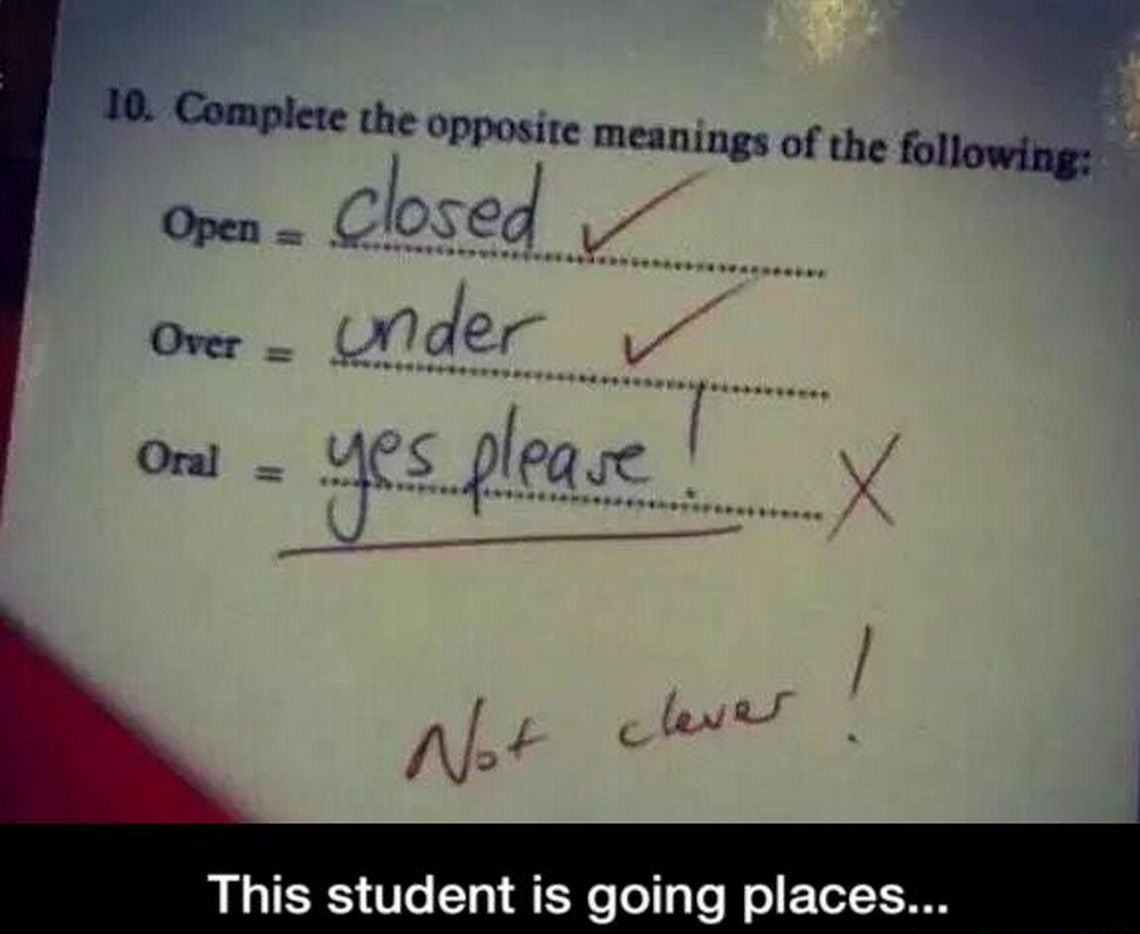 10. Complete the opposite meanings of the following:
Open = closed ✓
Over = under ✓
Oral = yes please! X
Not clever!
This student is going places...